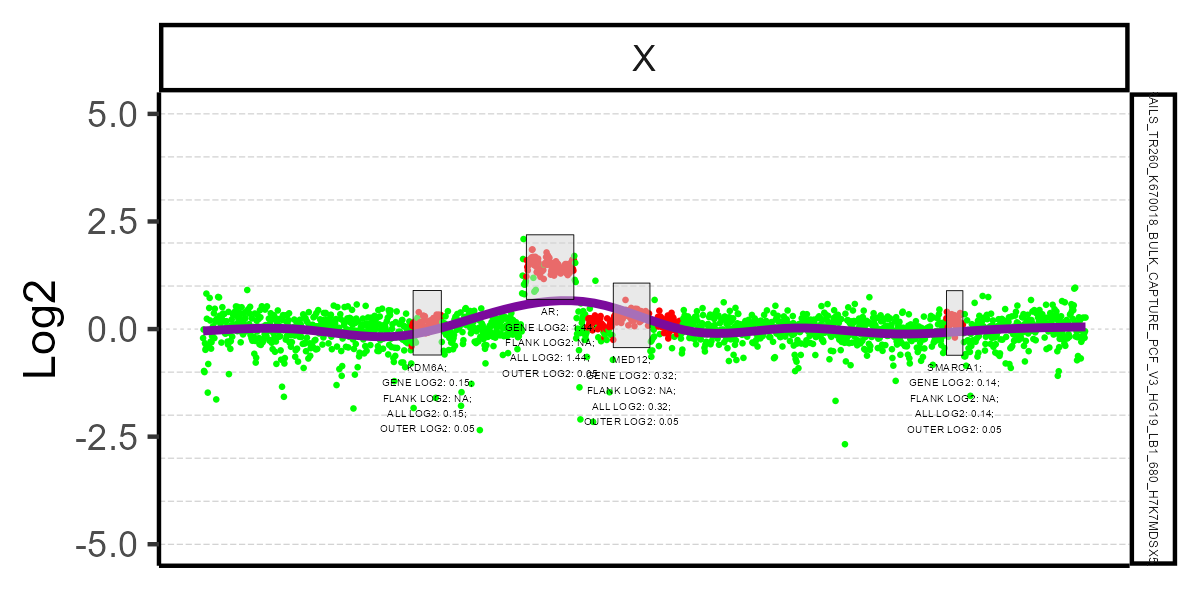 X
Log2
5.0
2.5
0.0
-2.5
-5.0
KDM6A;
GENE LOG2: 0.15;
FLANK LOG2: NA;
ALL LOG2: 0.15;
OUTER LOG2: 0.05
AR;
GENE LOG2: 1.44;
FLANK LOG2: NA;
ALL LOG2: 1.44;
OUTER LOG2: 0.05
MED12;
GENE LOG2: 0.32;
FLANK LOG2: NA;
ALL LOG2: 0.32;
OUTER LOG2: 0.05
SMARCA1;
GENE LOG2: 0.14;
FLANK LOG2: NA;
ALL LOG2: 0.14;
OUTER LOG2: 0.05
AILS_TR260_K670018_BULK_CAPTURE_PCF_V3_HG19_LB1_680_H7K7MDSX5